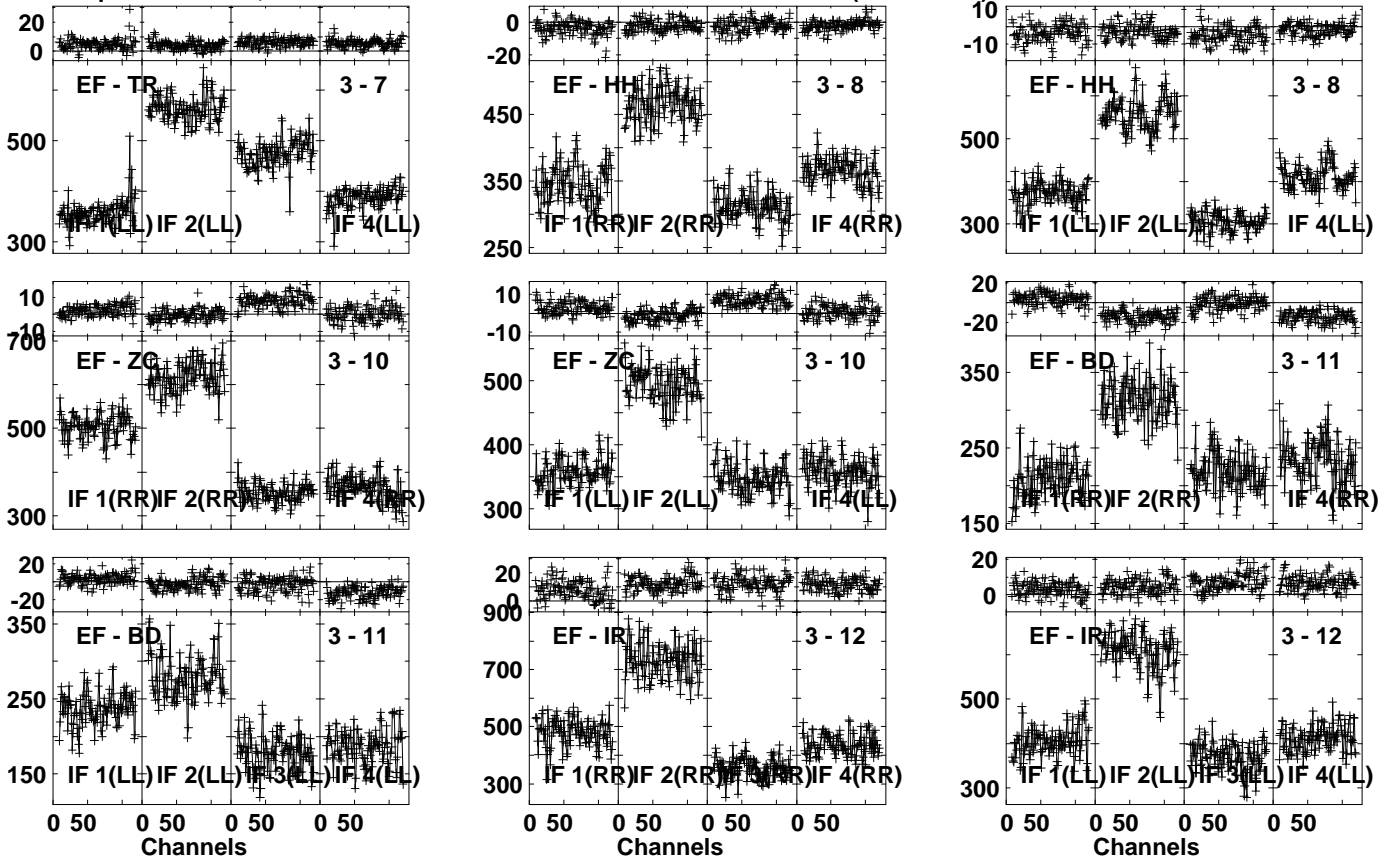 20
0
EF - TR 3 - 7
500
300
IF 1(LL) IF 2(LL) IF 4(LL)
0
-20
EF - HH 3 - 8
450
350
250
IF 1(RR) IF 2(RR) IF 4(RR)
10
-10
EF - HH 3 - 8
500
300
IF 1(LL) IF 2(LL) IF 4(LL)
10
-10
700
EF - ZC 3 - 10
500
300
IF 1(RR) IF 2(RR) IF 4(RR)
10
-10
EF - ZC 3 - 10
500
400
300
IF 1(LL) IF 2(LL) IF 4(LL)
20
-20
EF - BD 3 - 11
350
250
150
IF 1(RR) IF 2(RR) IF 4(RR)
20
-20
350
EF - BD 3 - 11
250
150
IF 1(LL) IF 2(LL) IF 3(LL) IF 4(LL)
0 50 0 50 0 50 0 50
Channels
20
0
900
EF - IR 3 - 12
700
500
300
IF 1(RR) IF 2(RR) IF 3(RR) IF 4(RR)
0 50 0 50 0 50 0 50
Channels
20
0
EF - IR 3 - 12
500
300
IF 1(LL) IF 2(LL) IF 3(LL) IF 4(LL)
0 50 0 50 0 50 0 50
Channels